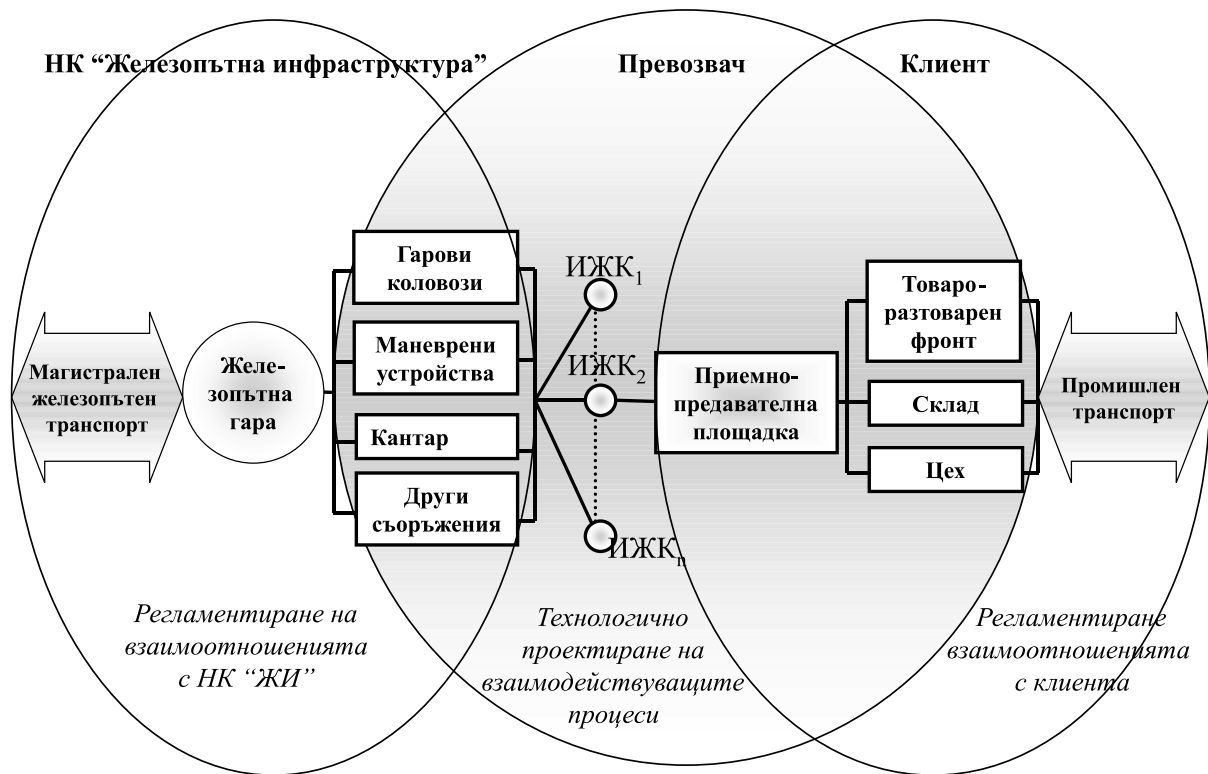 НК “Железопътна инфраструктура”
Превозвач
Клиент
Гарови
коловози
Маневрени
устройства
Кантар
Други
съоръжения
Магистрален
железопътен
транспорт
Желе-
зопътна
гара
ИЖК1
ИЖК2
ИЖКn
Приемно-
предавателна
площадка
Товаро-
разтоварен
фронт
Склад
Цех
Промишлен
транспорт
Регламентиране на
взаимоотношенията
с НК “ЖИ”
Технологично
проектиране на
взаимодействуващите
процеси
Регламентиране
взаимоотношенията
с клиента